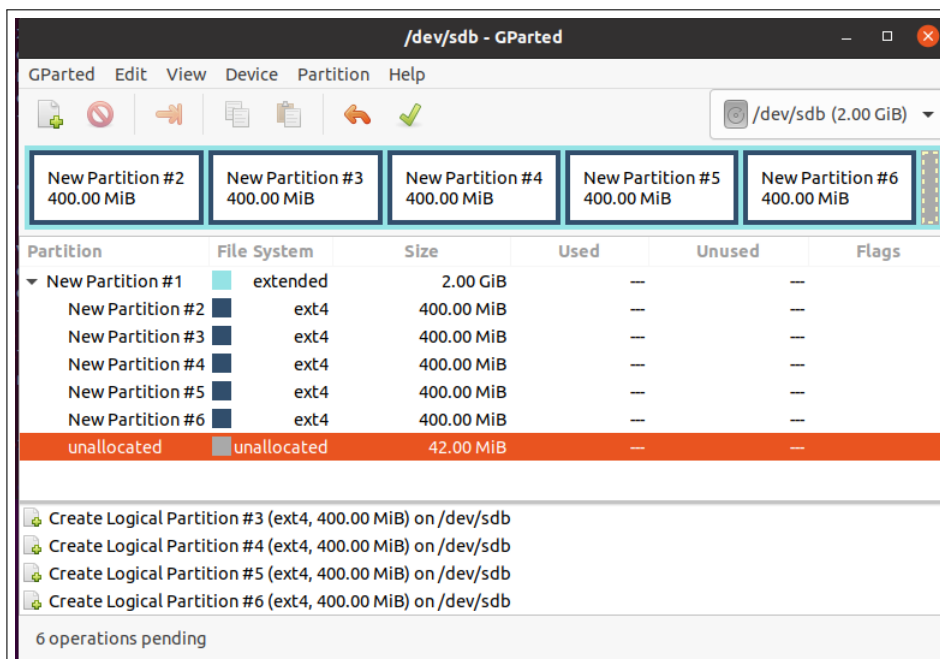 /dev/sdb - GParted
GParted Edit View Device Partition Help
/dev/sdb (2.00 GiB)
New Partition #2 New Partition #3 New Partition #4 New Partition #5 New Partition #6
400.00 MiB 400.00 MiB 400.00 MiB 400.00 MiB 400.00 MiB
Partition File System Size Used Unused Flags
New Partition #1 extended 2.00 GiB --- ---
New Partition #2 ext4 400.00 MiB --- ---
New Partition #3 ext4 400.00 MiB --- ---
New Partition #4 ext4 400.00 MiB --- ---
New Partition #5 ext4 400.00 MiB --- ---
New Partition #6 ext4 400.00 MiB --- ---
unallocated unallocated 42.00 MiB --- ---
Create Logical Partition #3 (ext4, 400.00 MiB) on /dev/sdb
Create Logical Partition #4 (ext4, 400.00 MiB) on /dev/sdb
Create Logical Partition #5 (ext4, 400.00 MiB) on /dev/sdb
Create Logical Partition #6 (ext4, 400.00 MiB) on /dev/sdb
6 operations pending